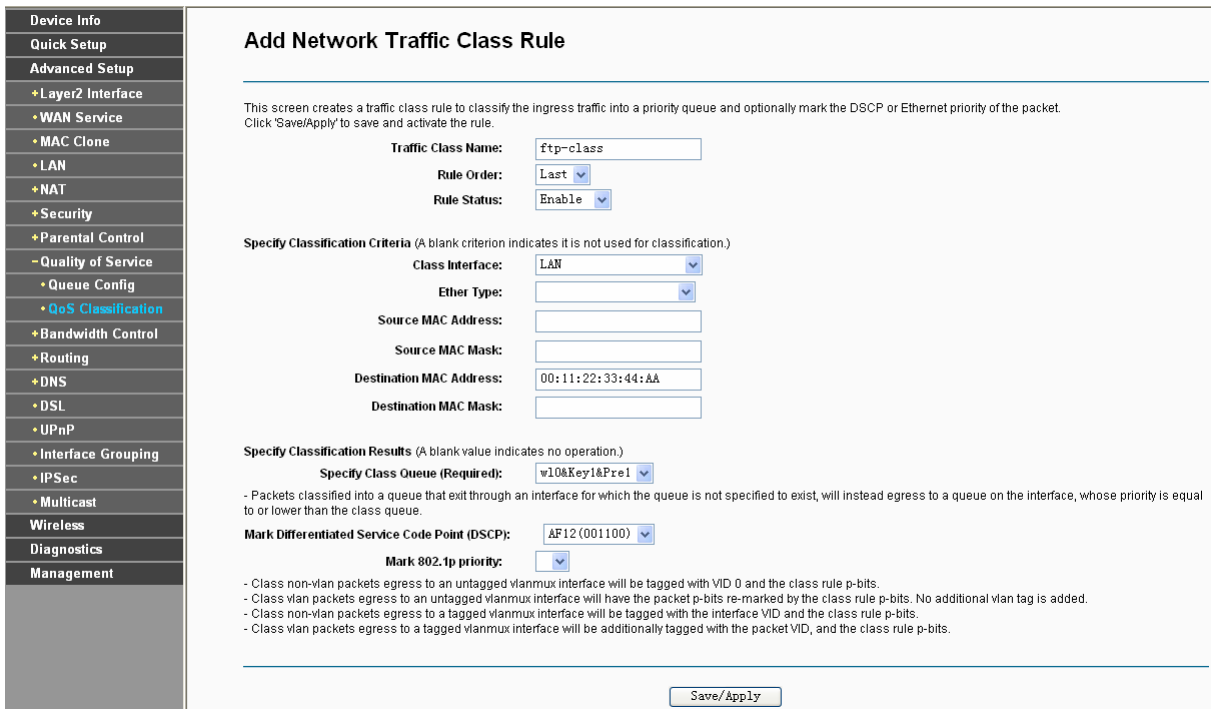 Device Info
Quick Setup
Advanced Setup
+Layer2 Interface
•WAN Service
•MAC Clone
•LAN
+NAT
+Security
+Parental Control
-Quality of Service
•Queue Config
•QoS Classification
+Bandwidth Control
+Routing
+DNS
•DSL
•UPnP
•Interface Grouping
•IPSec
•Multicast
Wireless
Diagnostics
Management
Add Network Traffic Class Rule
This screen creates a traffic class rule to classify the ingress traffic into a priority queue and optionally mark the DSCP or Ethernet priority of the packet.
Click 'Save/Apply' to save and activate the rule.
Traffic Class Name: ftp-class
Rule Order: Last
Rule Status: Enable
Specify Classification Criteria (A blank criterion indicates it is not used for classification.)
Class Interface: LAN
Ether Type:
Source MAC Address:
Source MAC Mask:
Destination MAC Address: 00:11:22:33:44:AA
Destination MAC Mask:
Specify Classification Results (A blank value indicates no operation.)
Specify Class Queue (Required): wl0&Key1&Pre1
- Packets classified into a queue that exit through an interface for which the queue is not specified to exist, will instead egress to a queue on the interface, whose priority is equal
to or lower than the class queue.
Mark Differentiated Service Code Point (DSCP): AF12(001100)
Mark 802.1p priority:
- Class non-vlan packets egress to an untagged vlanmux interface will be tagged with VID 0 and the class rule p-bits.
- Class vlan packets egress to an untagged vlanmux interface will have the packet p-bits re-marked by the class rule p-bits. No additional vlan tag is added.
- Class non-vlan packets egress to a tagged vlanmux interface will be tagged with the interface VID and the class rule p-bits.
- Class vlan packets egress to a tagged vlanmux interface will be additionally tagged with the packet VID, and the class rule p-bits.
Save/Apply